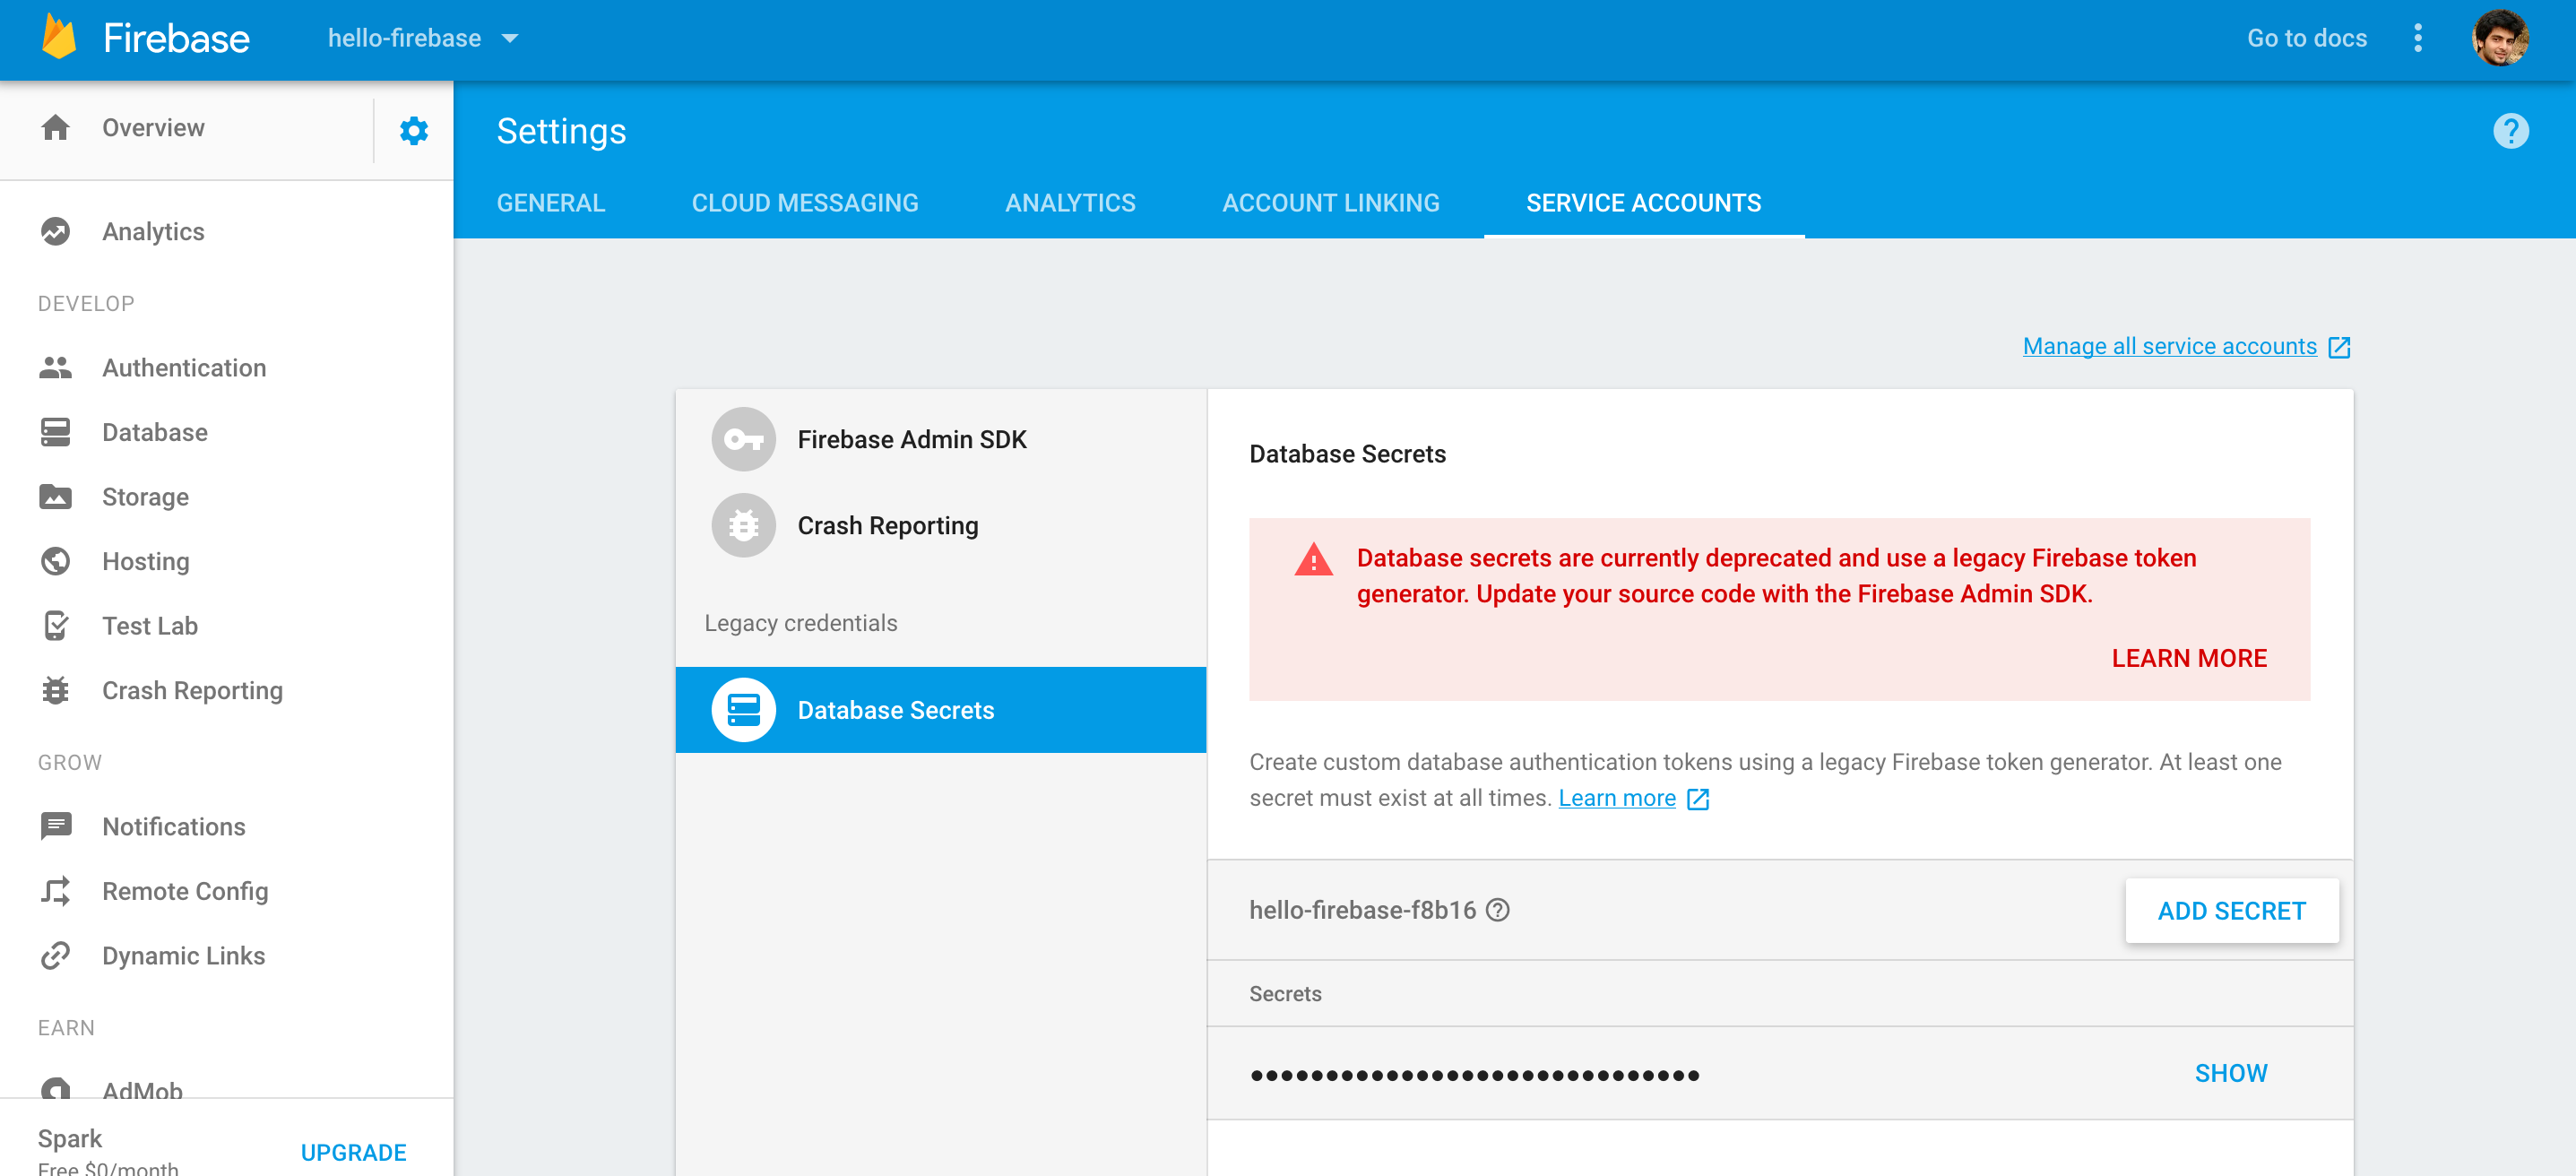 Firebase
hello-firebase
Go to docs
Overview
Settings
GENERAL
CLOUD MESSAGING
ANALYTICS
ACCOUNT LINKING
SERVICE ACCOUNTS
Analytics
DEVELOP
Authentication
Database
Storage
Hosting
Test Lab
Crash Reporting
GROW
Notifications
Remote Config
Dynamic Links
EARN
AdMob
Spark
Free $0/month
UPGRADE
Manage all service accounts
Firebase Admin SDK
Crash Reporting
Legacy credentials
Database Secrets
Database Secrets
Database secrets are currently deprecated and use a legacy Firebase token
generator. Update your source code with the Firebase Admin SDK.
LEARN MORE
Create custom database authentication tokens using a legacy Firebase token generator. At least one
secret must exist at all times. Learn more
hello-firebase-f8b16
ADD SECRET
Secrets
••••••••••••••••••••••••••••••
SHOW